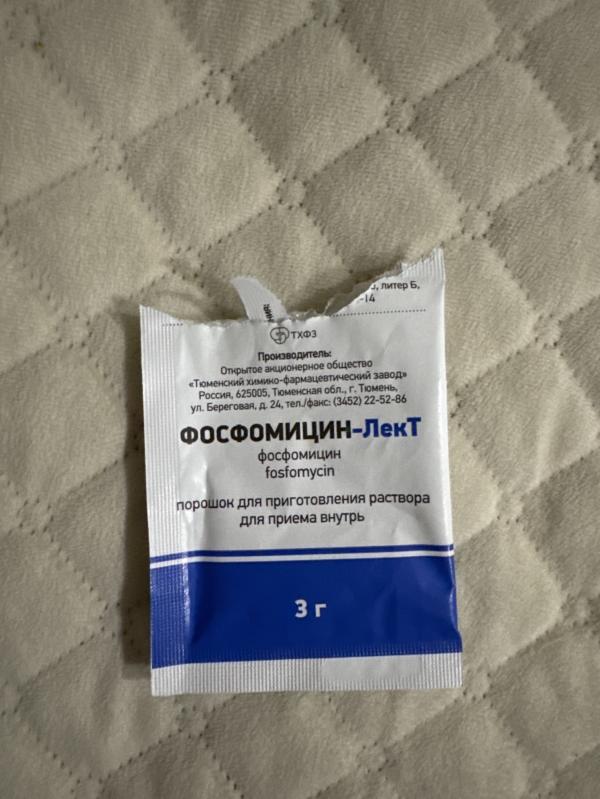 литер Б,
-14
ТХФЗ
Производитель:
Открытое акционерное общество
«Тюменский химико-фармацевтический завод»
Россия, 625005, Тюменская обл., г. Тюмень,
ул. Береговая, д. 24, тел./факс: (3452) 22-52-86
ФОСФОМИЦИН-ЛекТ
фосфомицин
fosfomycin
порошок для приготовления раствора
для приема внутрь
3 г